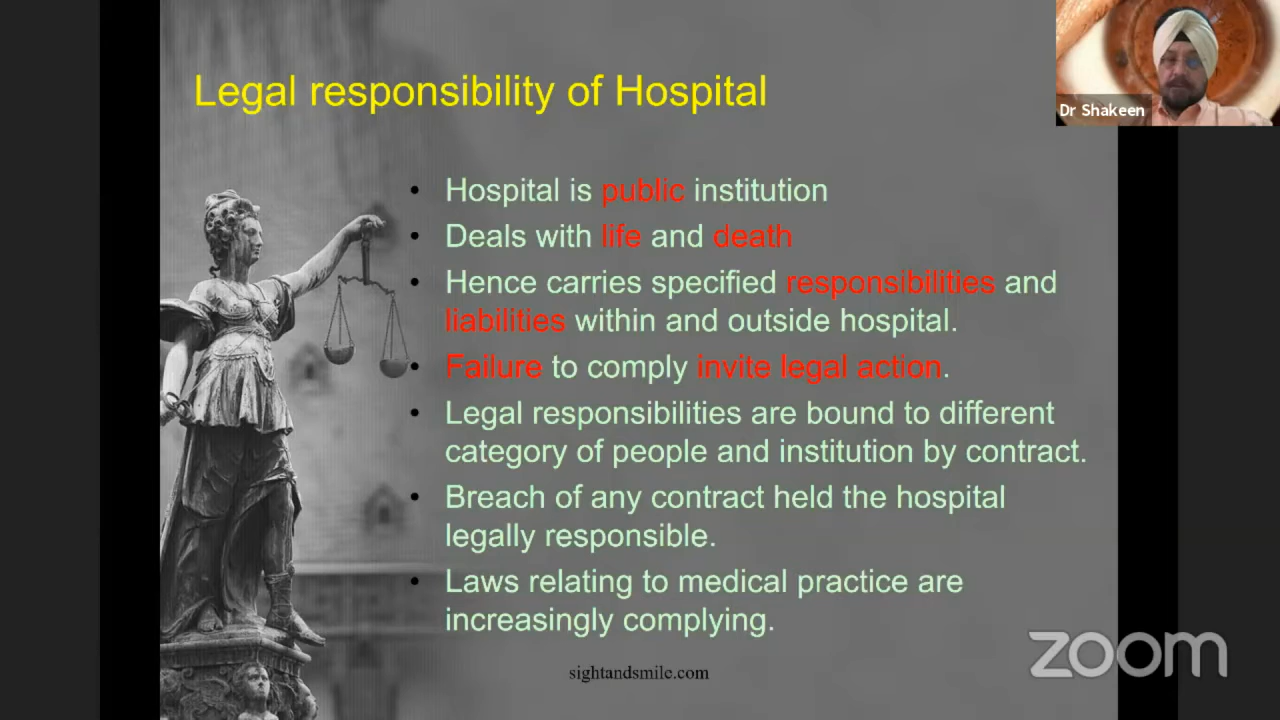 Legal responsibility of Hospital
Dr Shakeen
• Hospital is public institution
• Deals with life and death
• Hence carries specified responsibilities and
liabilities within and outside hospital.
• Failure to comply invite legal action.
• Legal responsibilities are bound to different
category of people and institution by contract.
• Breach of any contract held the hospital
legally responsible.
• Laws relating to medical practice are
increasingly complying.
zoom
sightandsmile.com